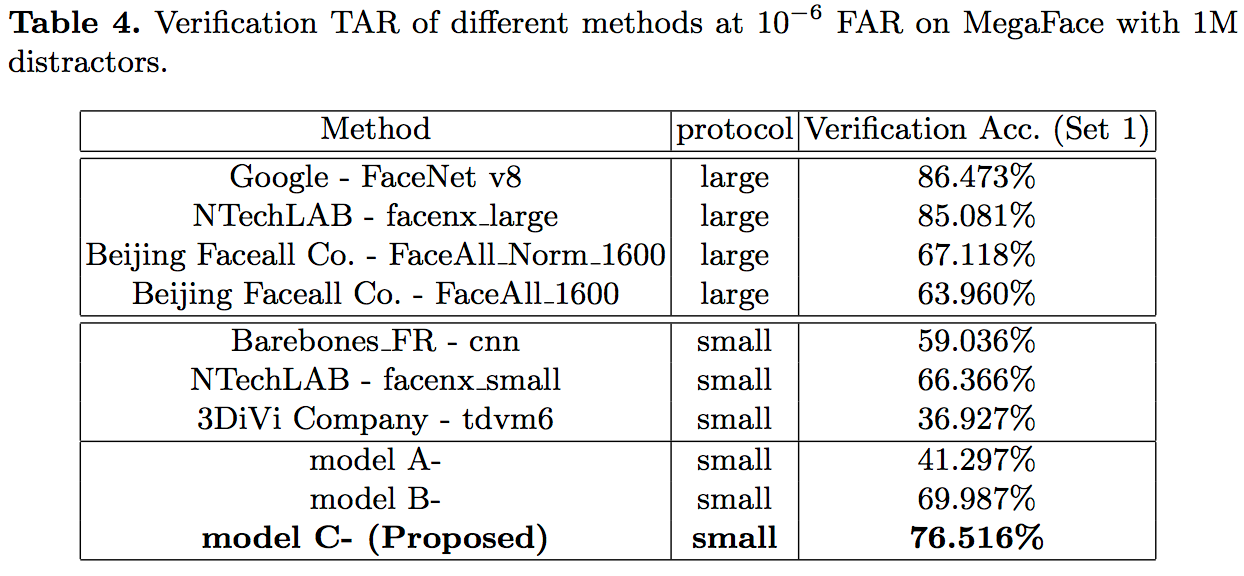 Table 4. Verification TAR of different methods at 10⁻⁶ FAR on MegaFace with 1M
distractors.
Method protocol Verification Acc. (Set 1)
Google - FaceNet v8 large 86.473%
NTechLAB - facenx_large large 85.081%
Beijing Faceall Co. - FaceAll_Norm_1600 large 67.118%
Beijing Faceall Co. - FaceAll_1600 large 63.960%
Barebones_FR - cnn small 59.036%
NTechLAB - facenx_small small 66.366%
3DiVi Company - tdvm6 small 36.927%
model A- small 41.297%
model B- small 69.987%
model C- (Proposed) small 76.516%